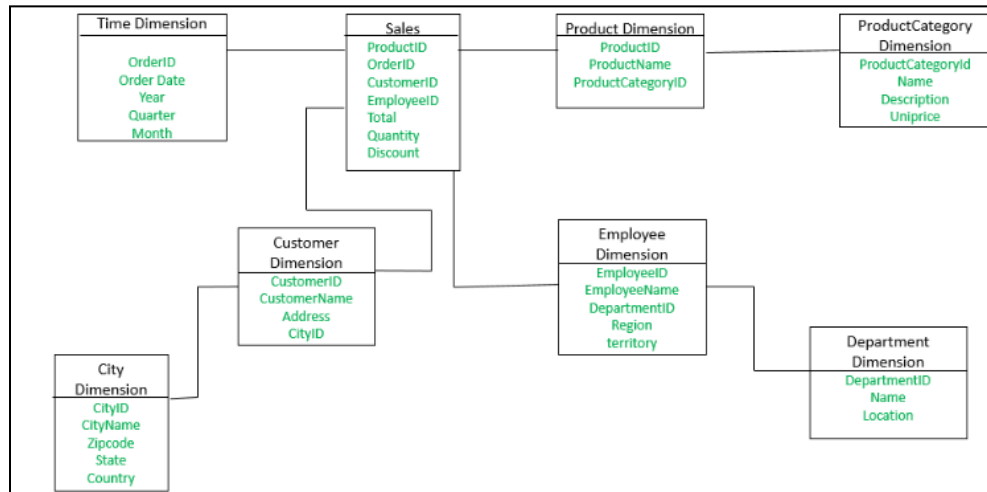 Time Dimension
OrderID
Order Date
Year
Quarter
Month
Sales
ProductID
OrderID
CustomerID
EmployeeID
Total
Quantity
Discount
Product Dimension
ProductID
ProductName
ProductCategoryID
ProductCategory
Dimension
ProductCategoryId
Name
Description
Uniprice
Customer
Dimension
CustomerID
CustomerName
Address
CityID
Employee
Dimension
EmployeeID
EmployeeName
DepartmentID
Region
territory
City
Dimension
CityID
CityName
Zipcode
State
Country
Department
Dimension
DepartmentID
Name
Location